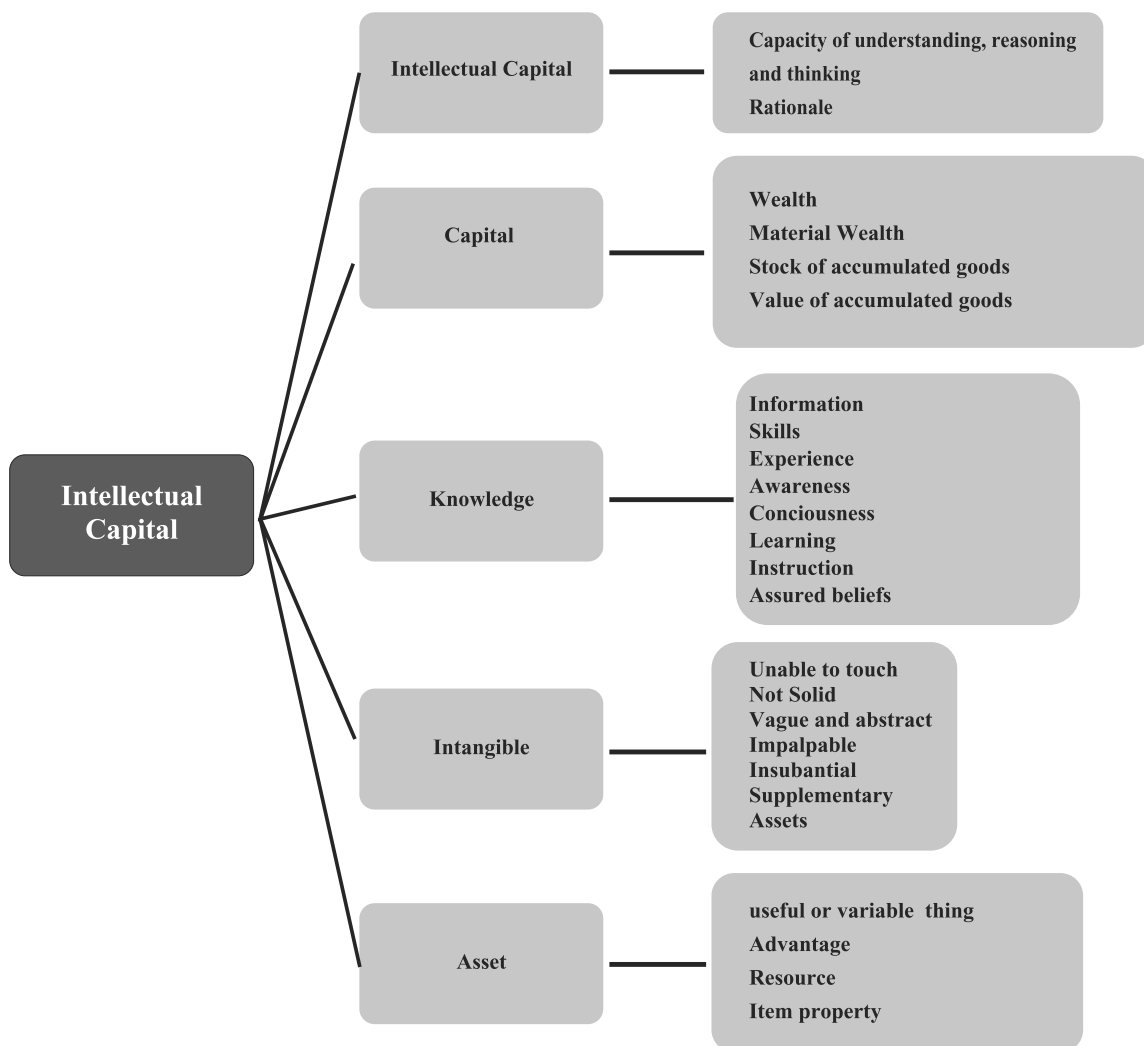 Intellectual
Capital
Intellectual Capital
Capacity of understanding, reasoning
and thinking
Rationale
Capital
Wealth
Material Wealth
Stock of accumulated goods
Value of accumulated goods
Knowledge
Information
Skills
Experience
Awareness
Conciousness
Learning
Instruction
Assured beliefs
Intangible
Unable to touch
Not Solid
Vague and abstract
Impalpable
Insubantial
Supplementary
Assets
Asset
useful or variable thing
Advantage
Resource
Item property